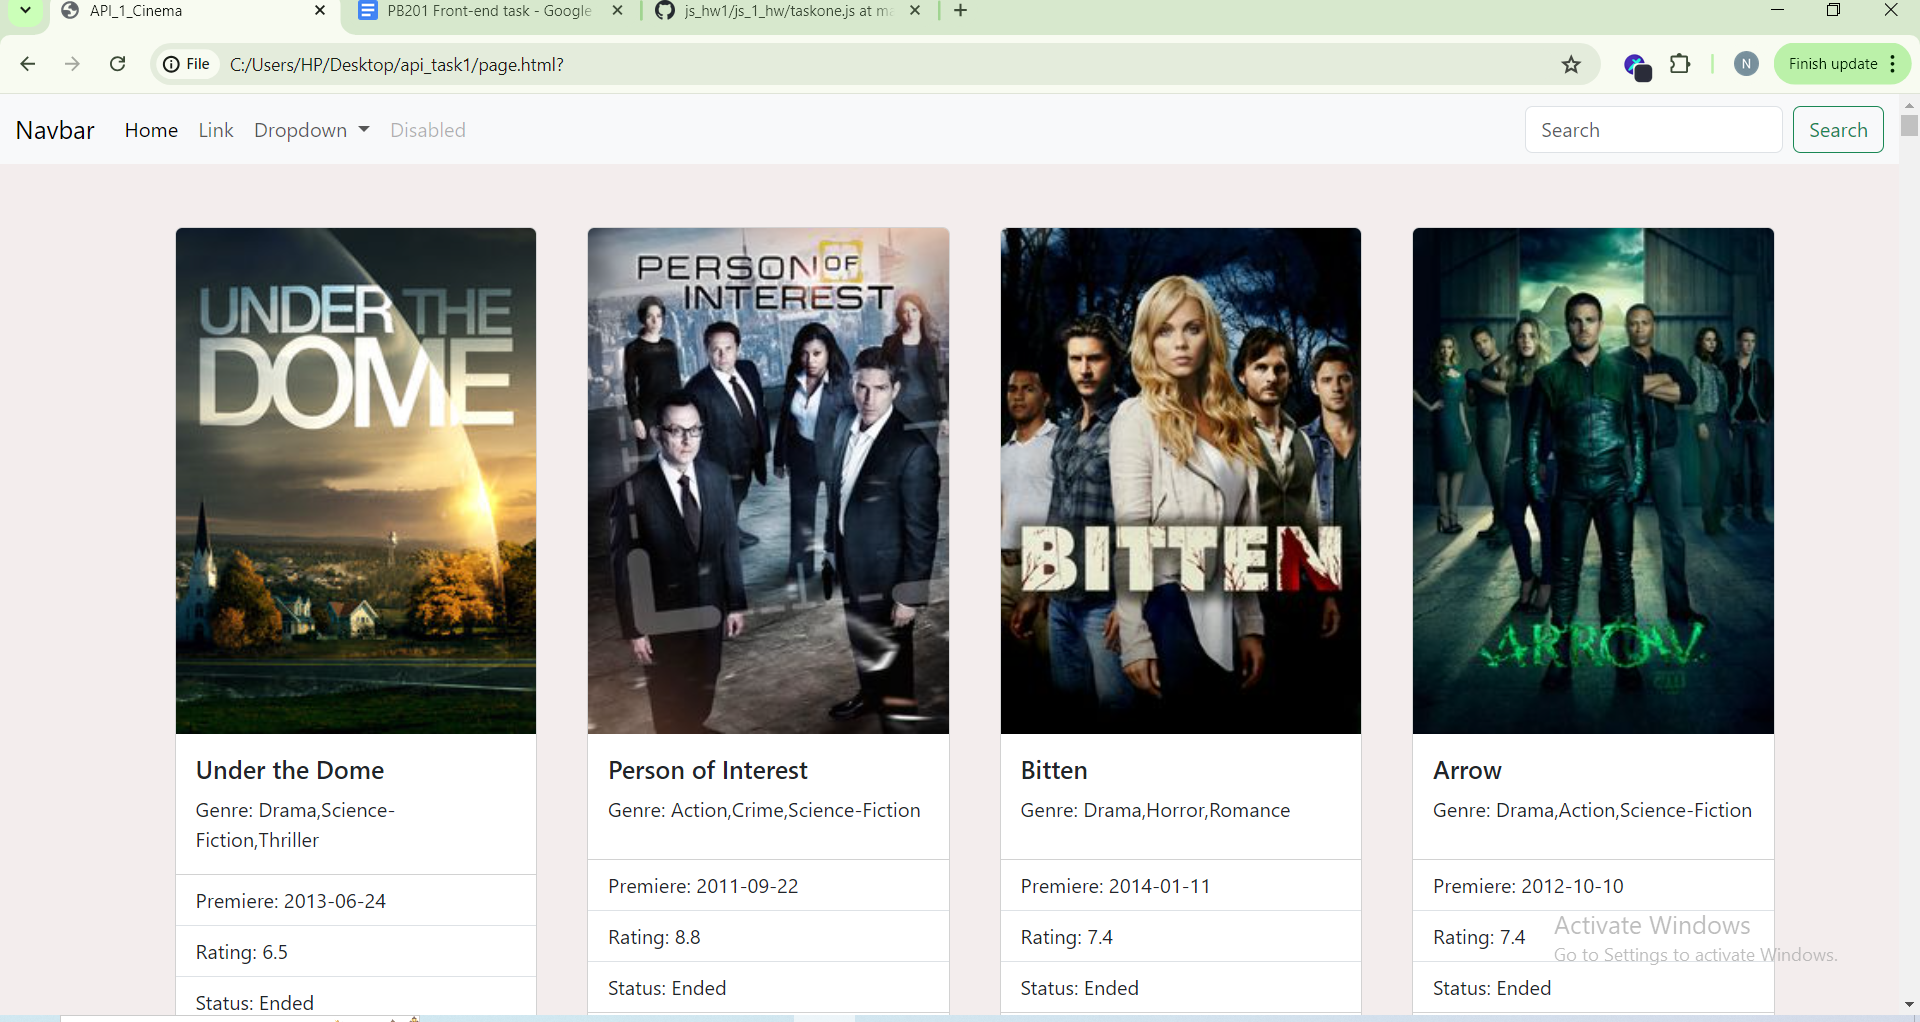 API_1_Cinema
PB201 Front-end task - Google
js_hw1/js_1_hw/taskone.js at ma
File
C:/Users/HP/Desktop/api_task1/page.html?
N
Finish update
Navbar
Home
Link
Dropdown
Disabled
Search
Search
UNDER THE
DOME
PERSON OF
INTEREST
BITTEN
ARROW
Under the Dome
Genre: Drama,Science-
Fiction,Thriller
Premiere: 2013-06-24
Rating: 6.5
Status: Ended
Person of Interest
Genre: Action,Crime,Science-Fiction
Premiere: 2011-09-22
Rating: 8.8
Status: Ended
Bitten
Genre: Drama,Horror,Romance
Premiere: 2014-01-11
Rating: 7.4
Status: Ended
Arrow
Genre: Drama,Action,Science-Fiction
Premiere: 2012-10-10
Rating: 7.4
Status: Ended
Activate Windows
Go to Settings to activate Windows.